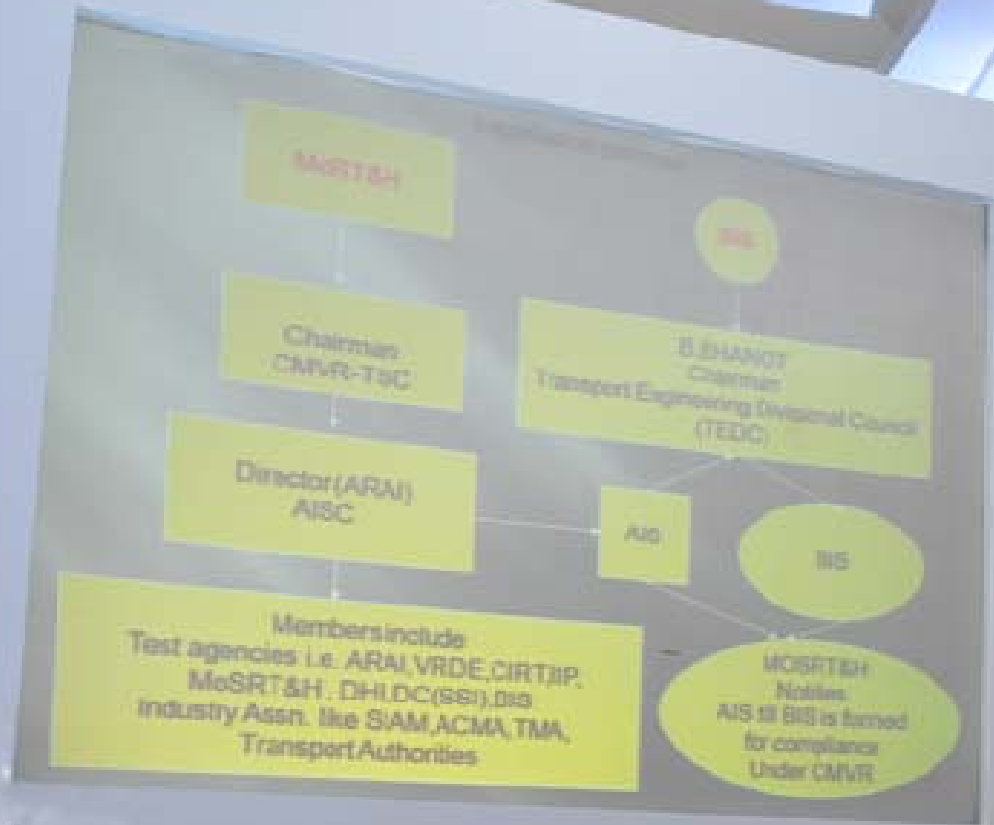 MoSRT&H
BIS
Chairman
CMVR-TSC
Chairman
Transport Engineering Divisional Council
(TEDC)
Director (ARAI)
AISC
AIS
BIS
Members include
Test agencies i.e. ARAI,VRDE,CIRT,IIP,
MoSRT&H, DHI,DC(SSI),BIS
Industry Assn. like SIAM,ACMA,TMA,
Transport Authorities
MOSRT&H
Notifies
AIS till BIS is formed
for compliance
Under CMVR